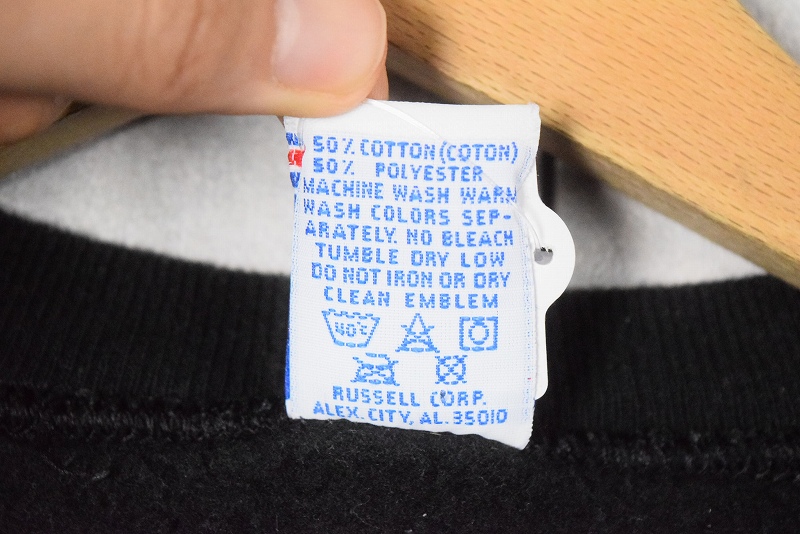 50% COTTON (COTON)
50% POLYESTER
MACHINE WASH WARM
WASH COLORS SEP-
ARATELY. NO BLEACH
TUMBLE DRY LOW
DO NOT IRON OR DRY
CLEAN EMBLEM
40°C
RUSSELL CORP.
ALEX. CITY, AL. 35010